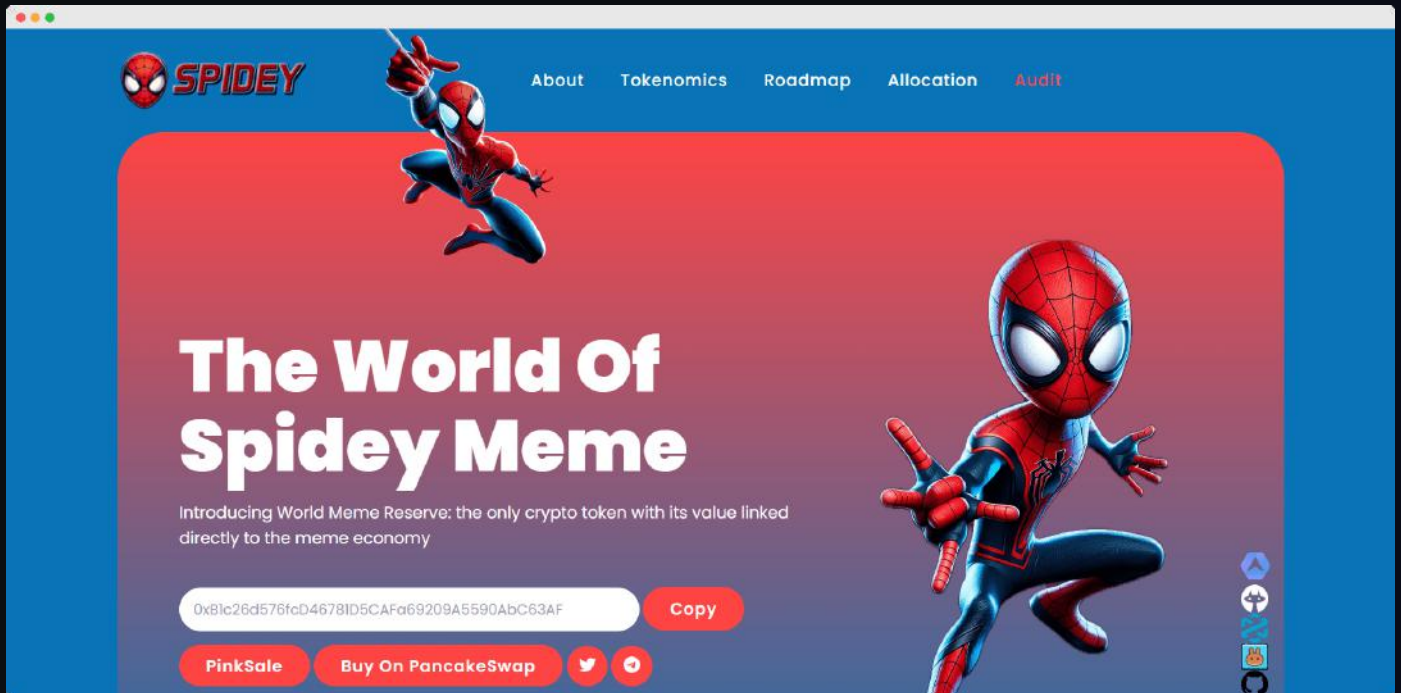 SPIDEY
About Tokenomics Roadmap Allocation Audit
The World Of
Spidey Meme
Introducing World Meme Reserve: the only crypto token with its value linked
directly to the meme economy
0xB1c26d576fcD46781D5CAFa69209A5590AbC63AF
Copy
PinkSale
Buy On PancakeSwap